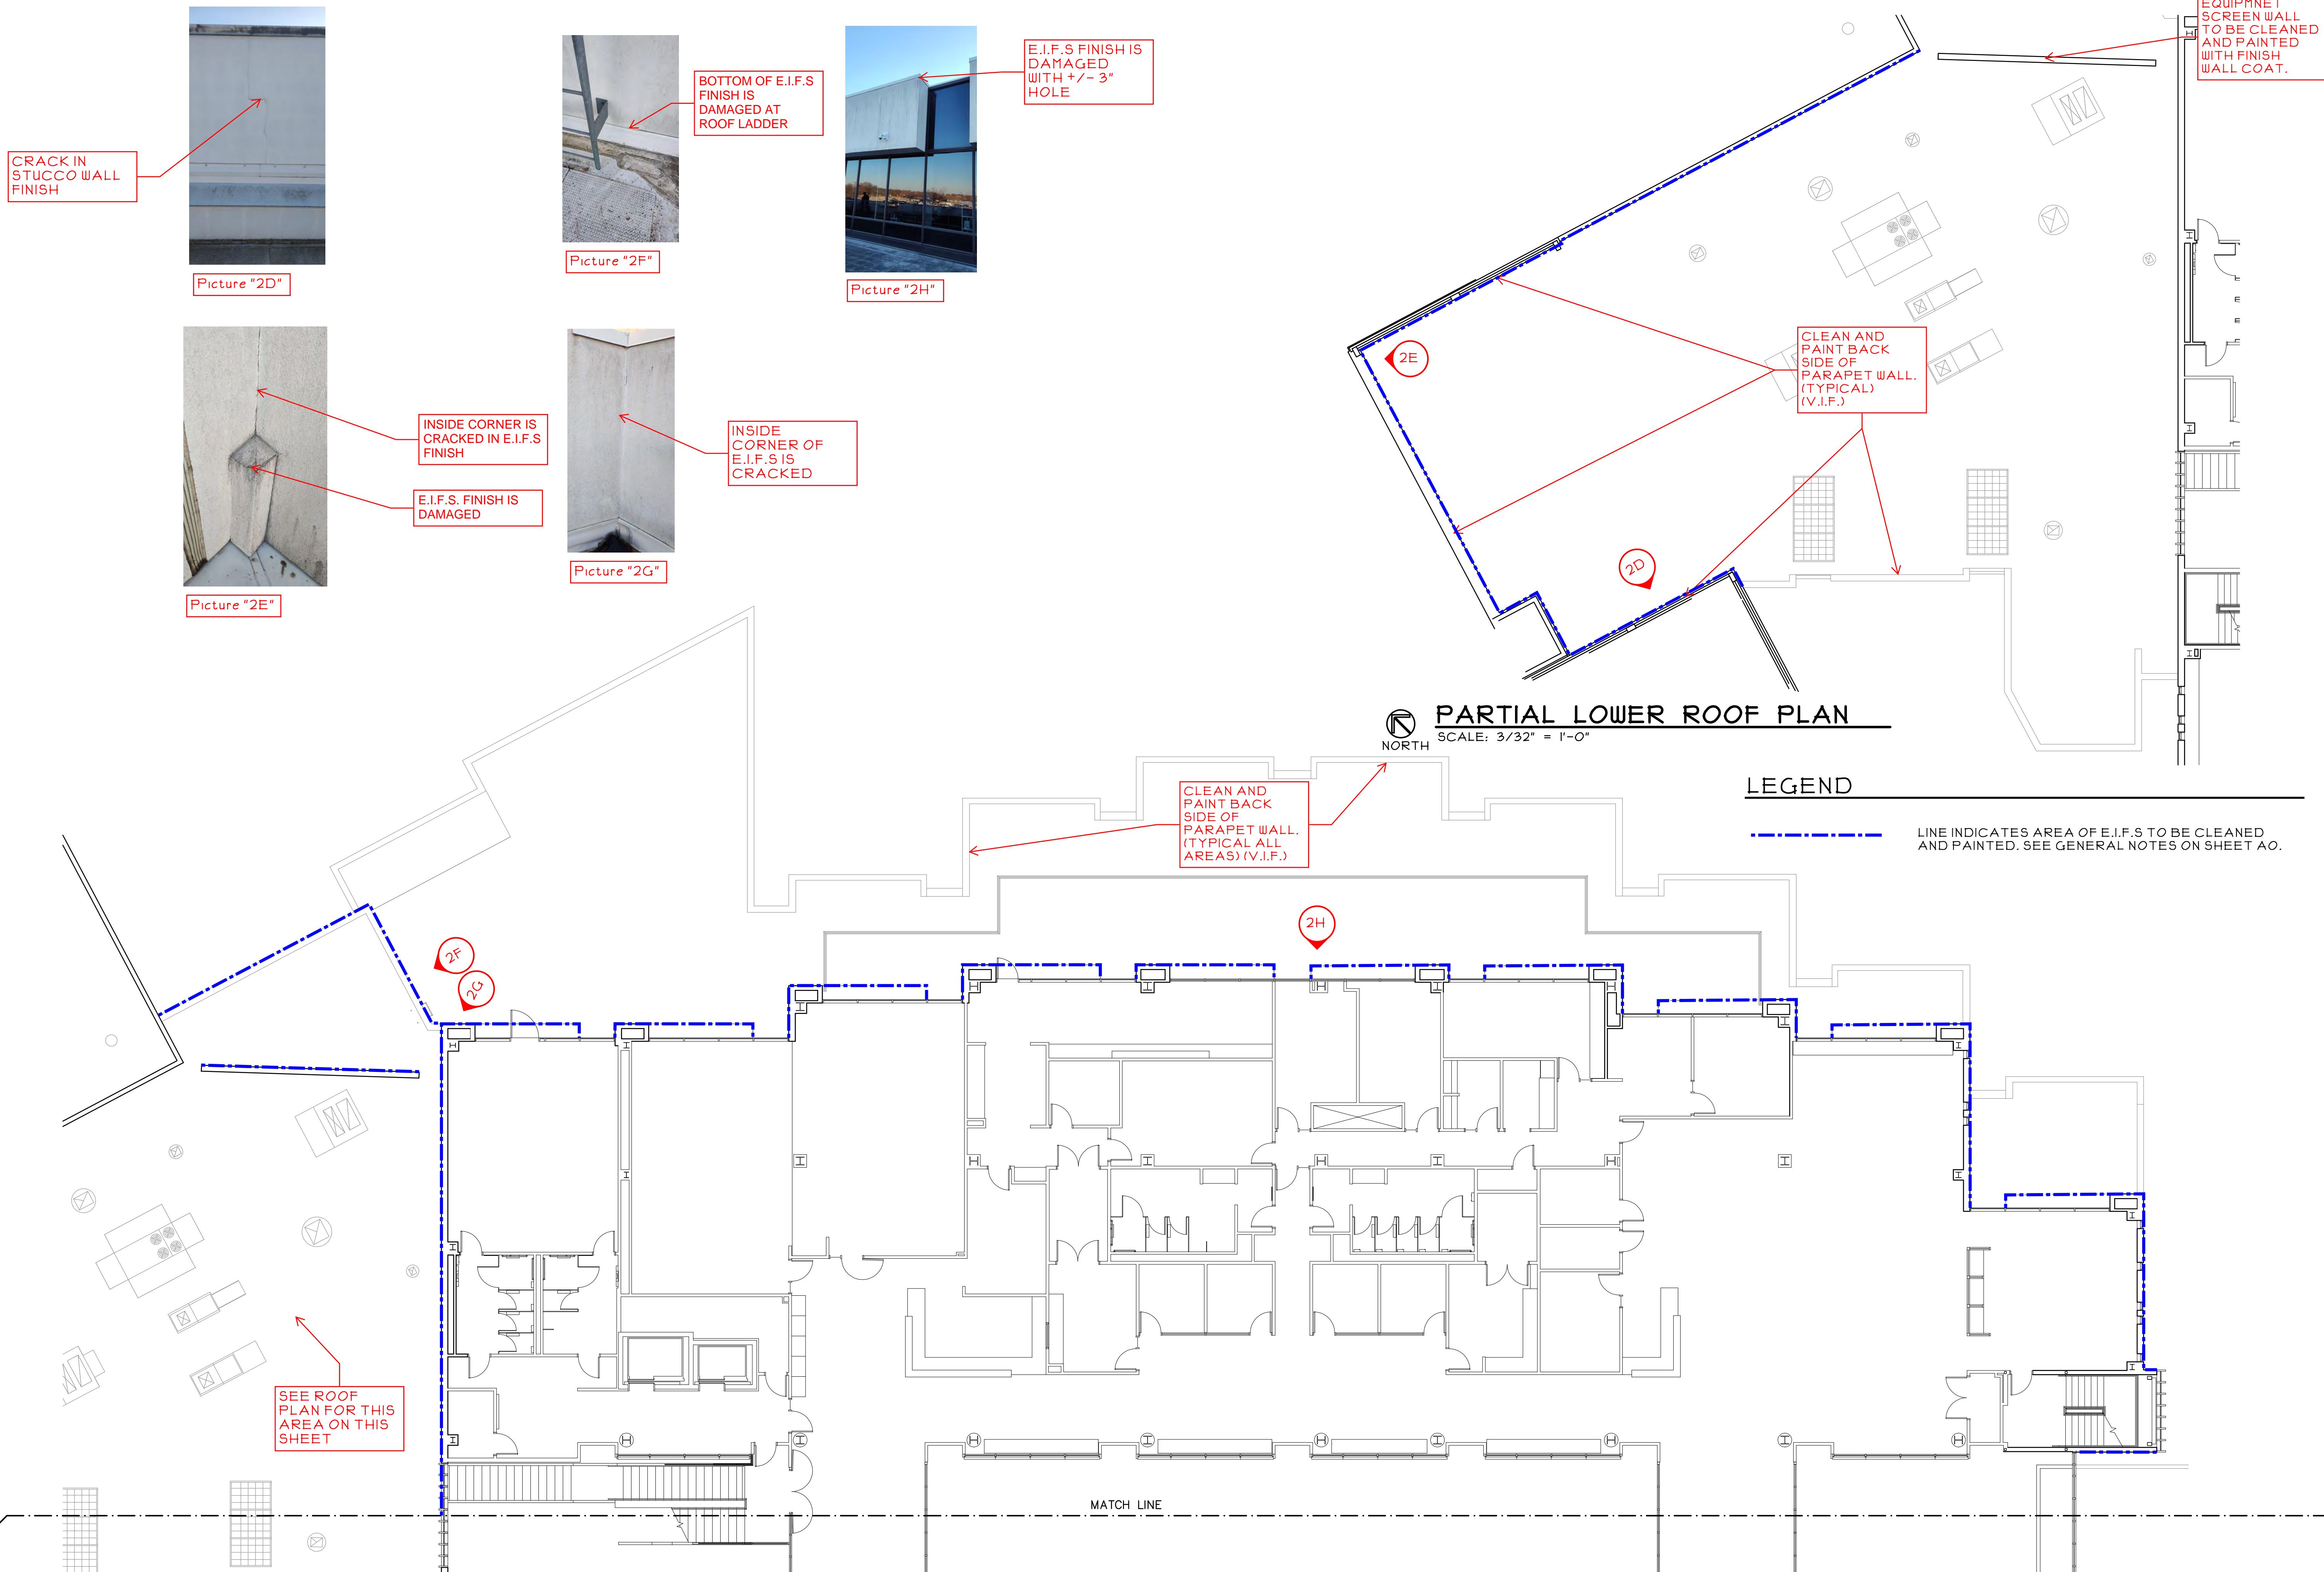 CRACK IN
STUCCO WALL
FINISH
Picture "2D"
BOTTOM OF E.I.F.S
FINISH IS
DAMAGED AT
ROOF LADDER
Picture "2F"
E.I.F.S FINISH IS
DAMAGED
WITH +/- 3"
HOLE
Picture "2H"
EQUIPMNET
SCREEN WALL
TO BE CLEANED
AND PAINTED
WITH FINISH
WALL COAT.
INSIDE CORNER IS
CRACKED IN E.I.F.S
FINISH
E.I.F.S. FINISH IS
DAMAGED
Picture "2E"
INSIDE
CORNER OF
E.I.F.S IS
CRACKED
Picture "2G"
2E
CLEAN AND
PAINT BACK
SIDE OF
PARAPET WALL.
(TYPICAL)
(V.I.F.)
2D
NORTH
PARTIAL LOWER ROOF PLAN
SCALE: 3/32" = 1'-0"
LEGEND
LINE INDICATES AREA OF E.I.F.S TO BE CLEANED
AND PAINTED. SEE GENERAL NOTES ON SHEET A0.
CLEAN AND
PAINT BACK
SIDE OF
PARAPET WALL.
(TYPICAL ALL
AREAS) (V.I.F.)
2F
2G
2H
SEE ROOF
PLAN FOR THIS
AREA ON THIS
SHEET
MATCH LINE